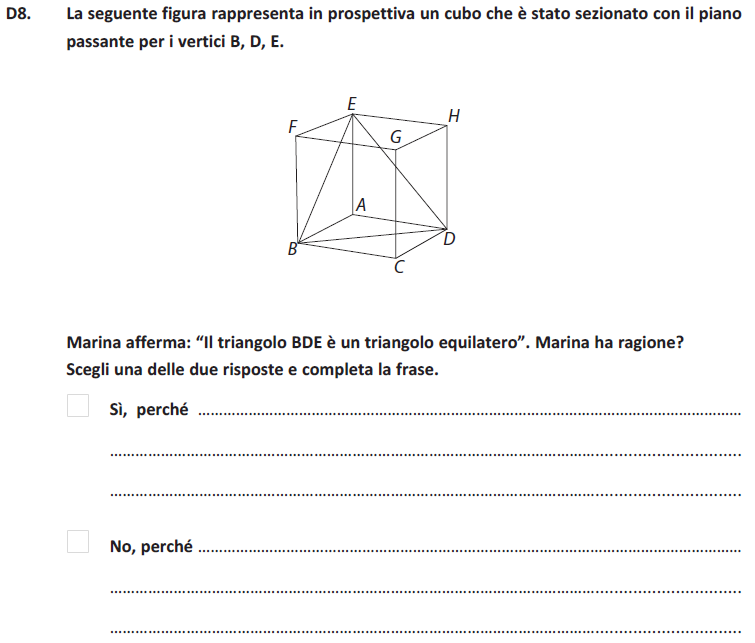 D8. La seguente figura rappresenta in prospettiva un cubo che è stato sezionato con il piano
passante per i vertici B, D, E.
E
H
F
G
A
D
B
C
Marina afferma: “Il triangolo BDE è un triangolo equilatero”. Marina ha ragione?
Scegli una delle due risposte e completa la frase.
Sì, perché ........................................................................................................
........................................................................................................
........................................................................................................
No, perché ........................................................................................................
........................................................................................................
........................................................................................................